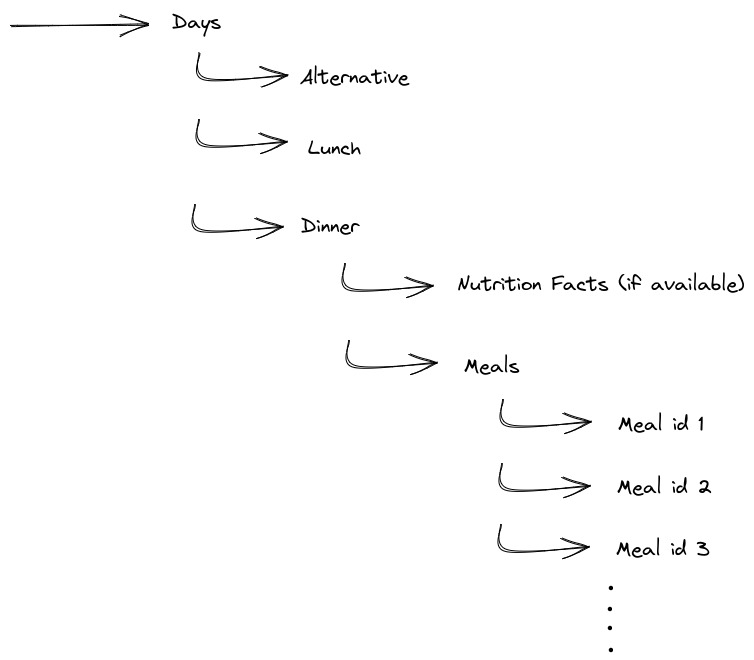 Days
Alternative
Lunch
Dinner
Nutrition Facts (if available)
Meals
Meal id 1
Meal id 2
Meal id 3